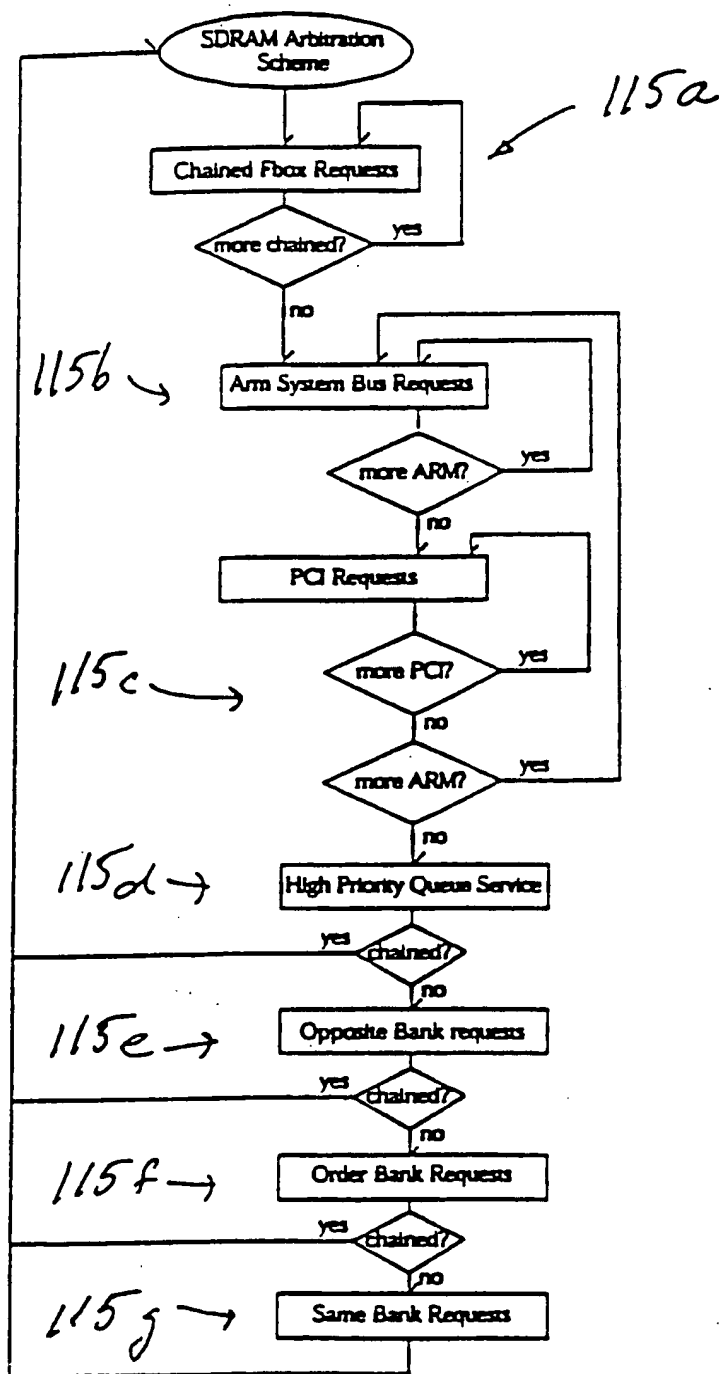 SDRAM Arbitration
Scheme
115a
Chained Fbox Requests
more chained?
yes
no
115b
Arm System Bus Requests
more ARM?
yes
no
PCI Requests
115c
more PCI?
yes
no
more ARM?
yes
no
115d
High Priority Queue Service
yes
chained?
no
115e
Opposite Bank requests
yes
chained?
no
115f
Order Bank Requests
yes
chained?
no
115g
Same Bank Requests